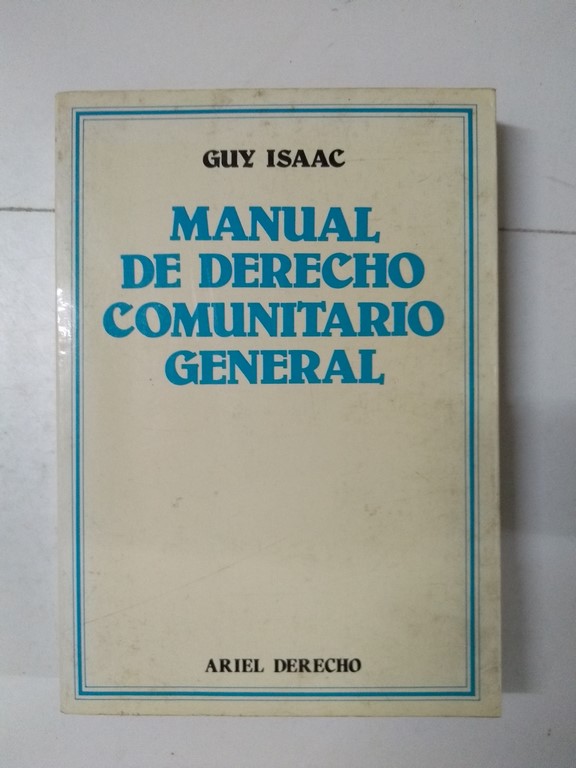 GUY ISAAC
MANUAL
DE DERECHO
COMUNITARIO
GENERAL
ARIEL DERECHO